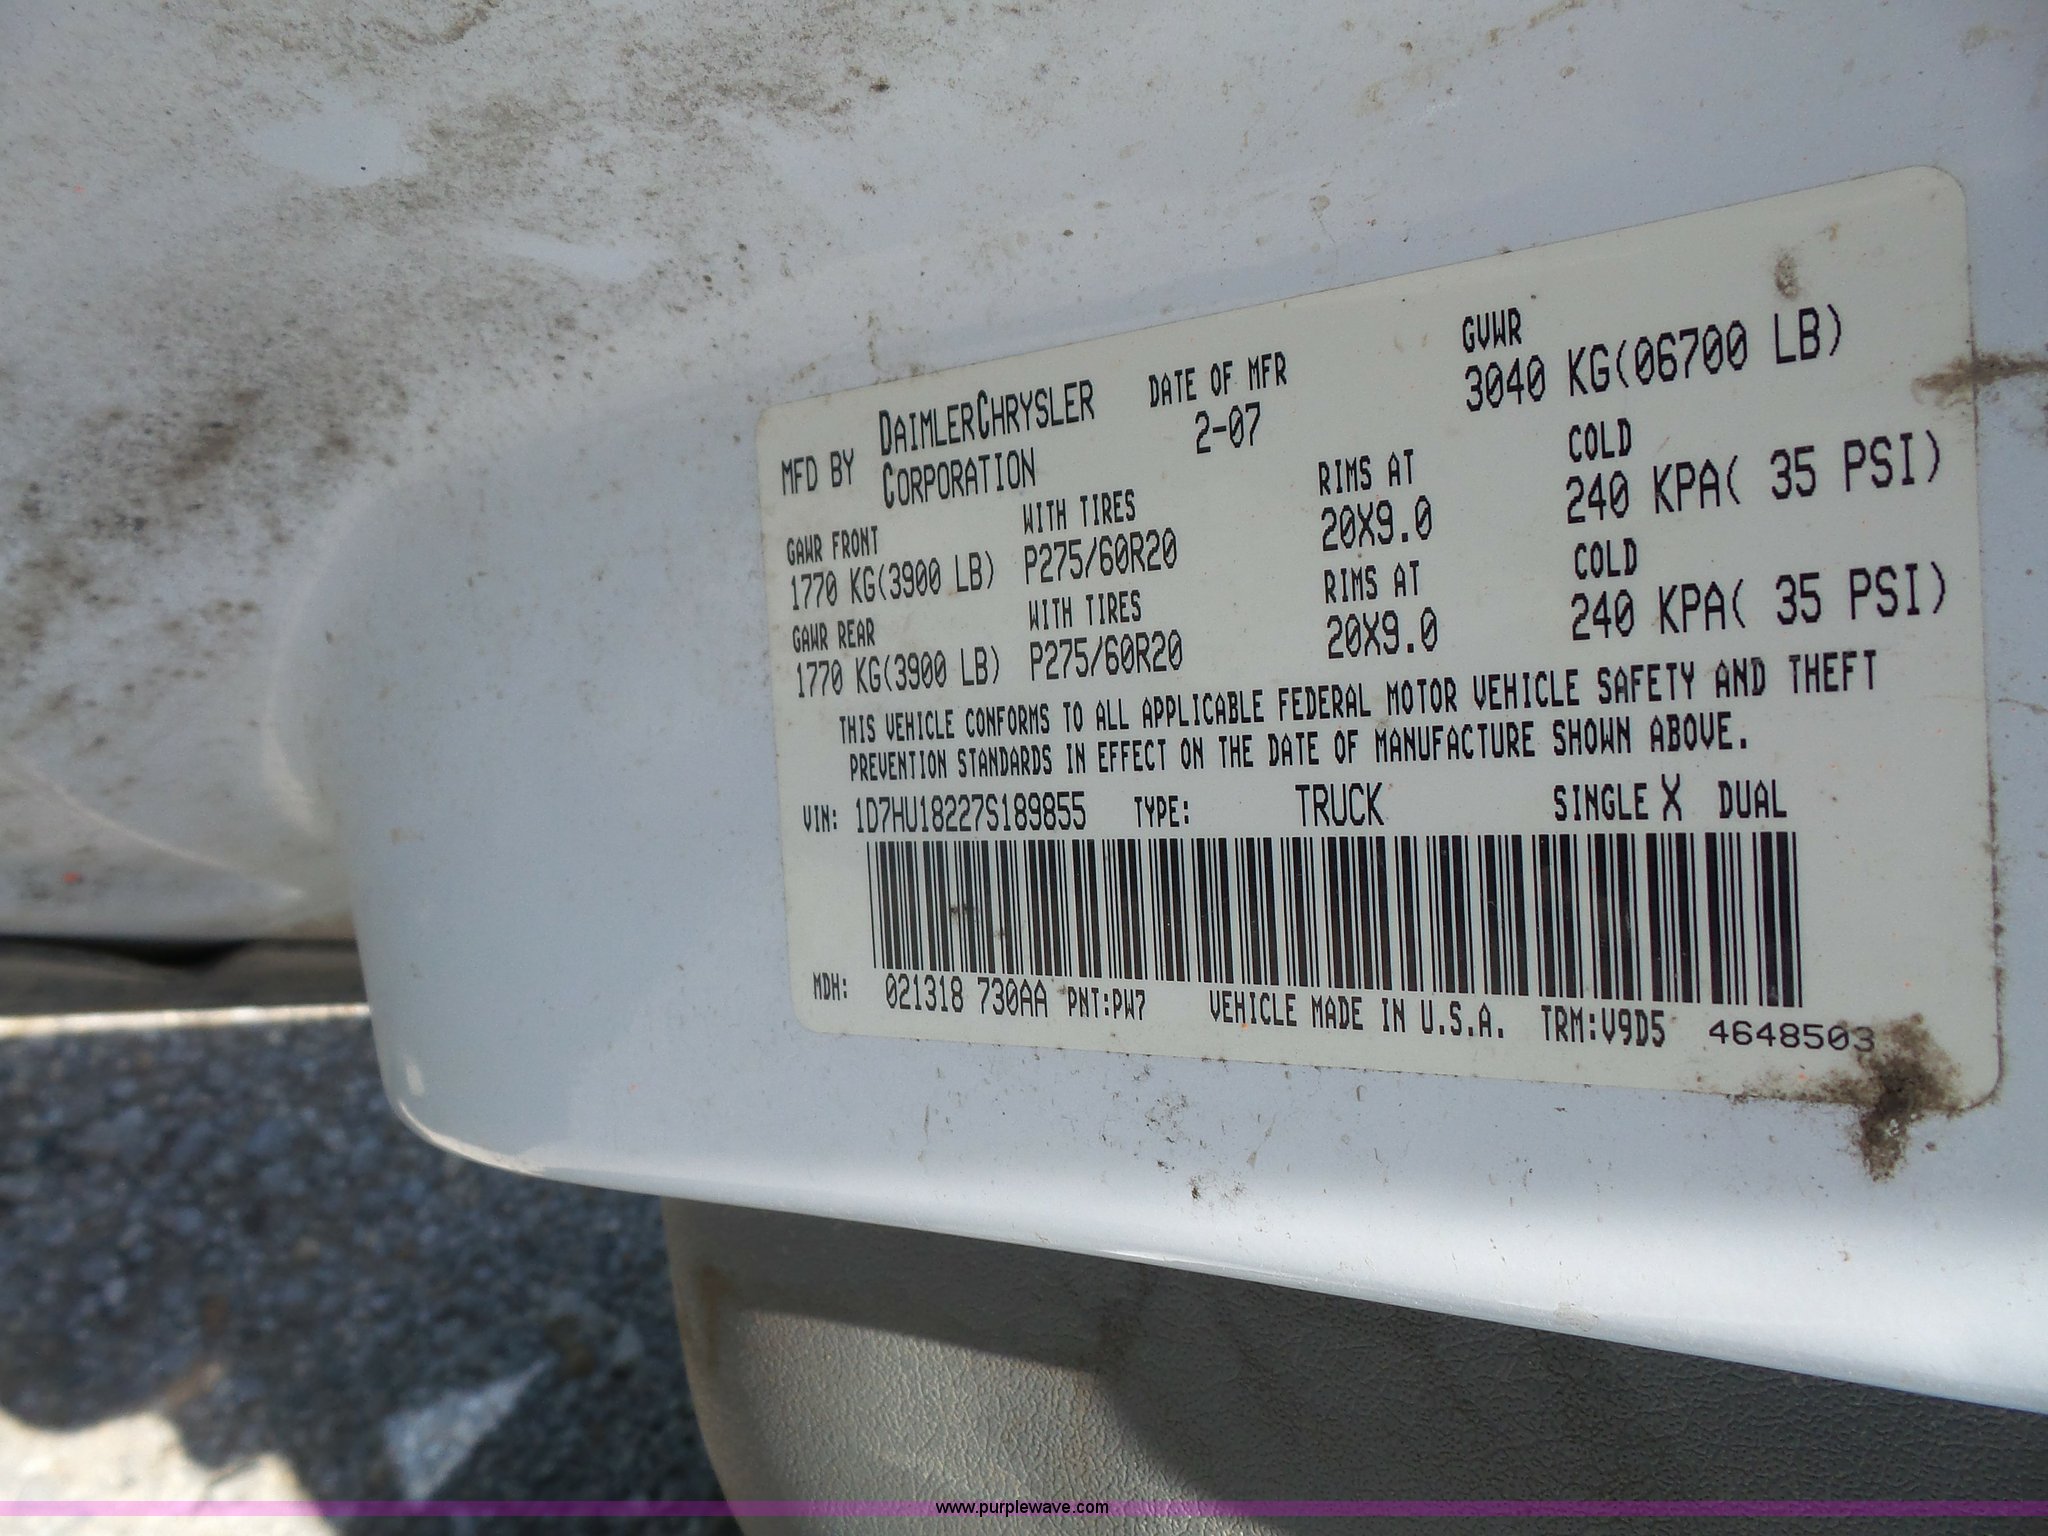 MFD BY DAIMLERCHRYSLER CORPORATION
DATE OF MFR
2-07
GVWR
3040 KG(06700 LB)
GAWR FRONT WITH TIRES RIMS AT COLD
1770 KG(3900 LB) P275/60R20 20X9.0 240 KPA( 35 PSI)
GAWR REAR WITH TIRES RIMS AT COLD
1770 KG(3900 LB) P275/60R20 20X9.0 240 KPA( 35 PSI)
THIS VEHICLE CONFORMS TO ALL APPLICABLE FEDERAL MOTOR VEHICLE SAFETY AND THEFT
PREVENTION STANDARDS IN EFFECT ON THE DATE OF MANUFACTURE SHOWN ABOVE.
VIN: 1D7HU18227S189855 TYPE: TRUCK SINGLE X DUAL
MDH: 021318 730AA PNT:PW7 VEHICLE MADE IN U.S.A. TRM:V9D5 4648503
www.purplewave.com